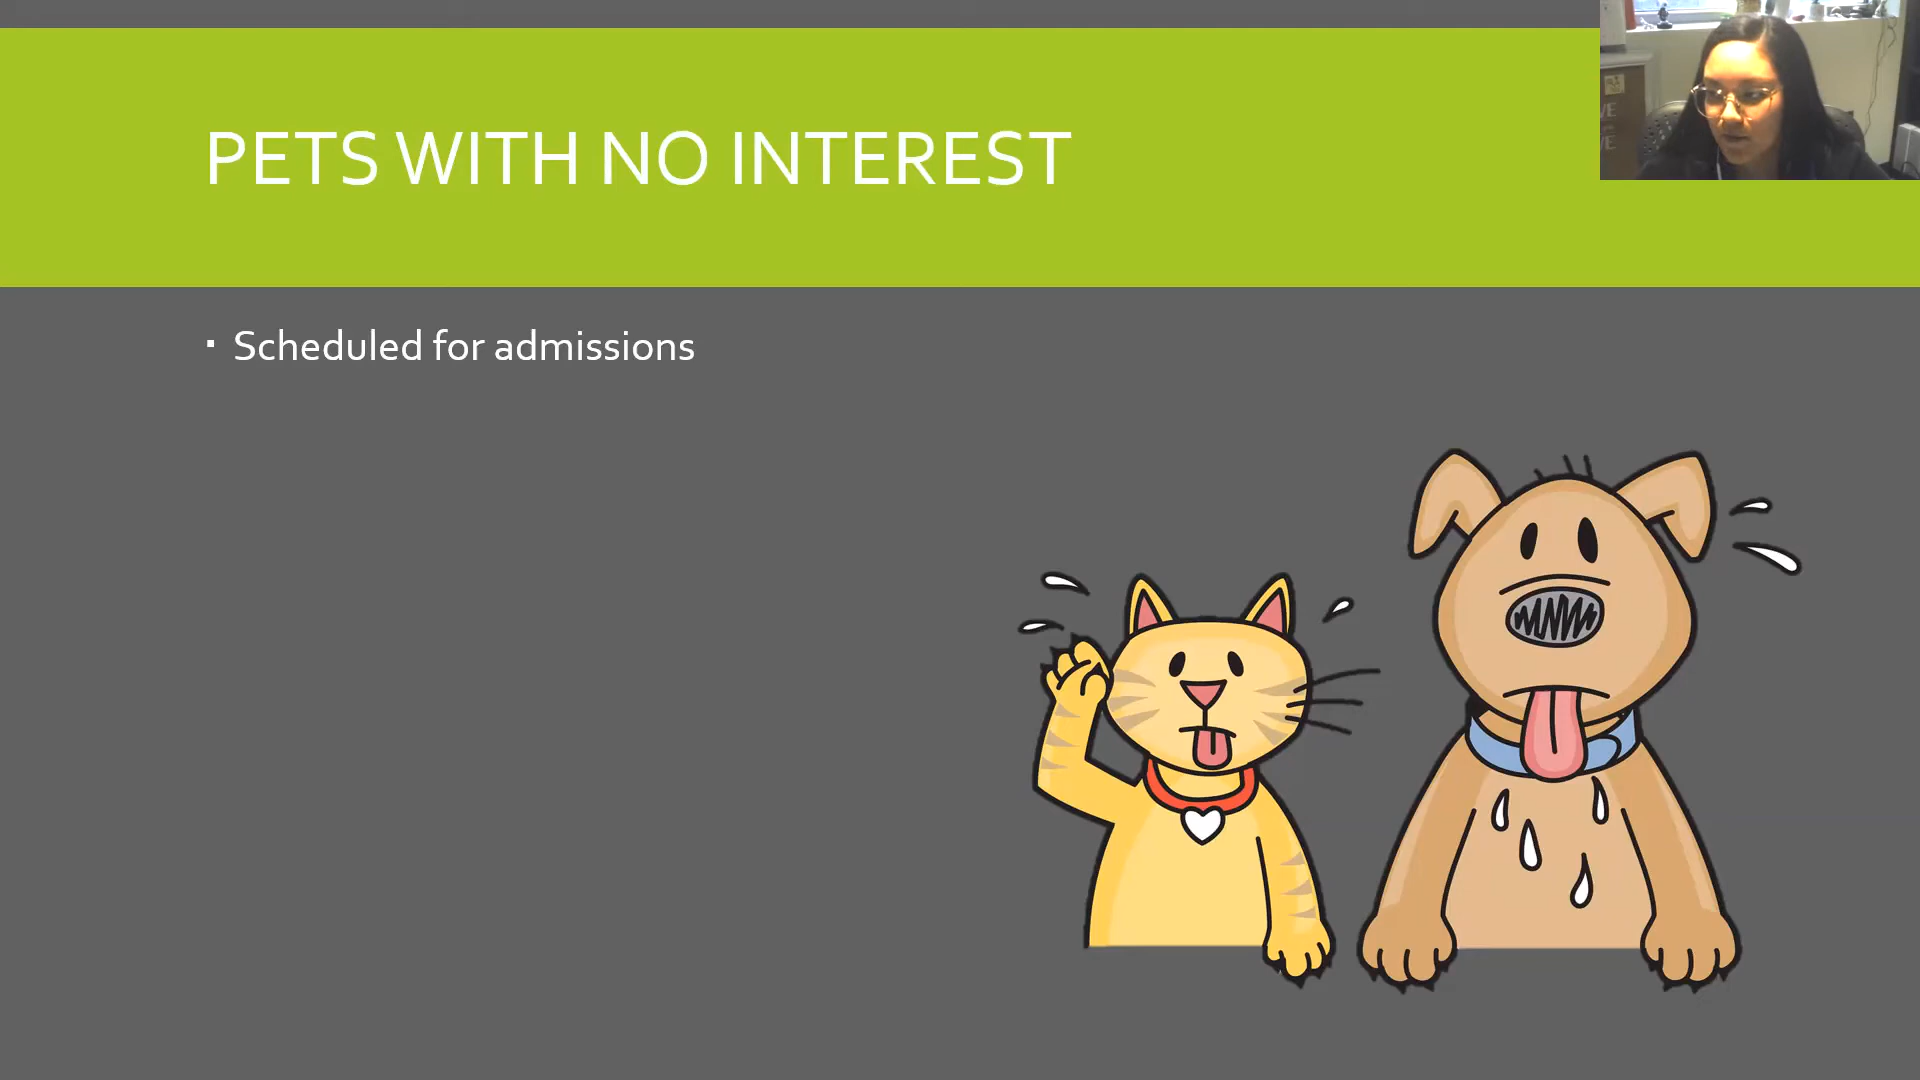 PETS WITH NO INTEREST
▪ Scheduled for admissions